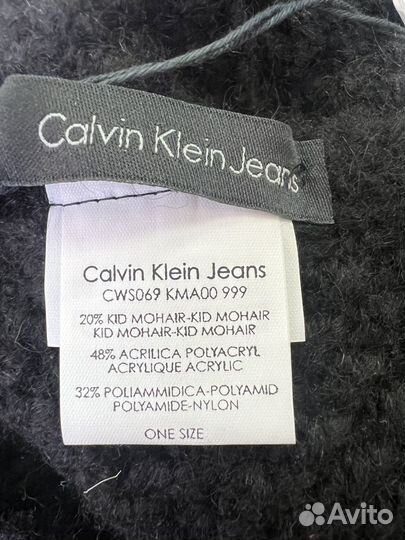 Calvin Klein Jeans
Calvin Klein Jeans
CWS069 KMA00 999
20% KID MOHAIR-KID MOHAIR
KID MOHAIR-KID MOHAIR
48% ACRILICA POLYACRYL
ACRYLIQUE ACRYLIC
32% POLIAMMIDICA-POLYAMID
POLYAMIDE-NYLON
ONE SIZE
Avito